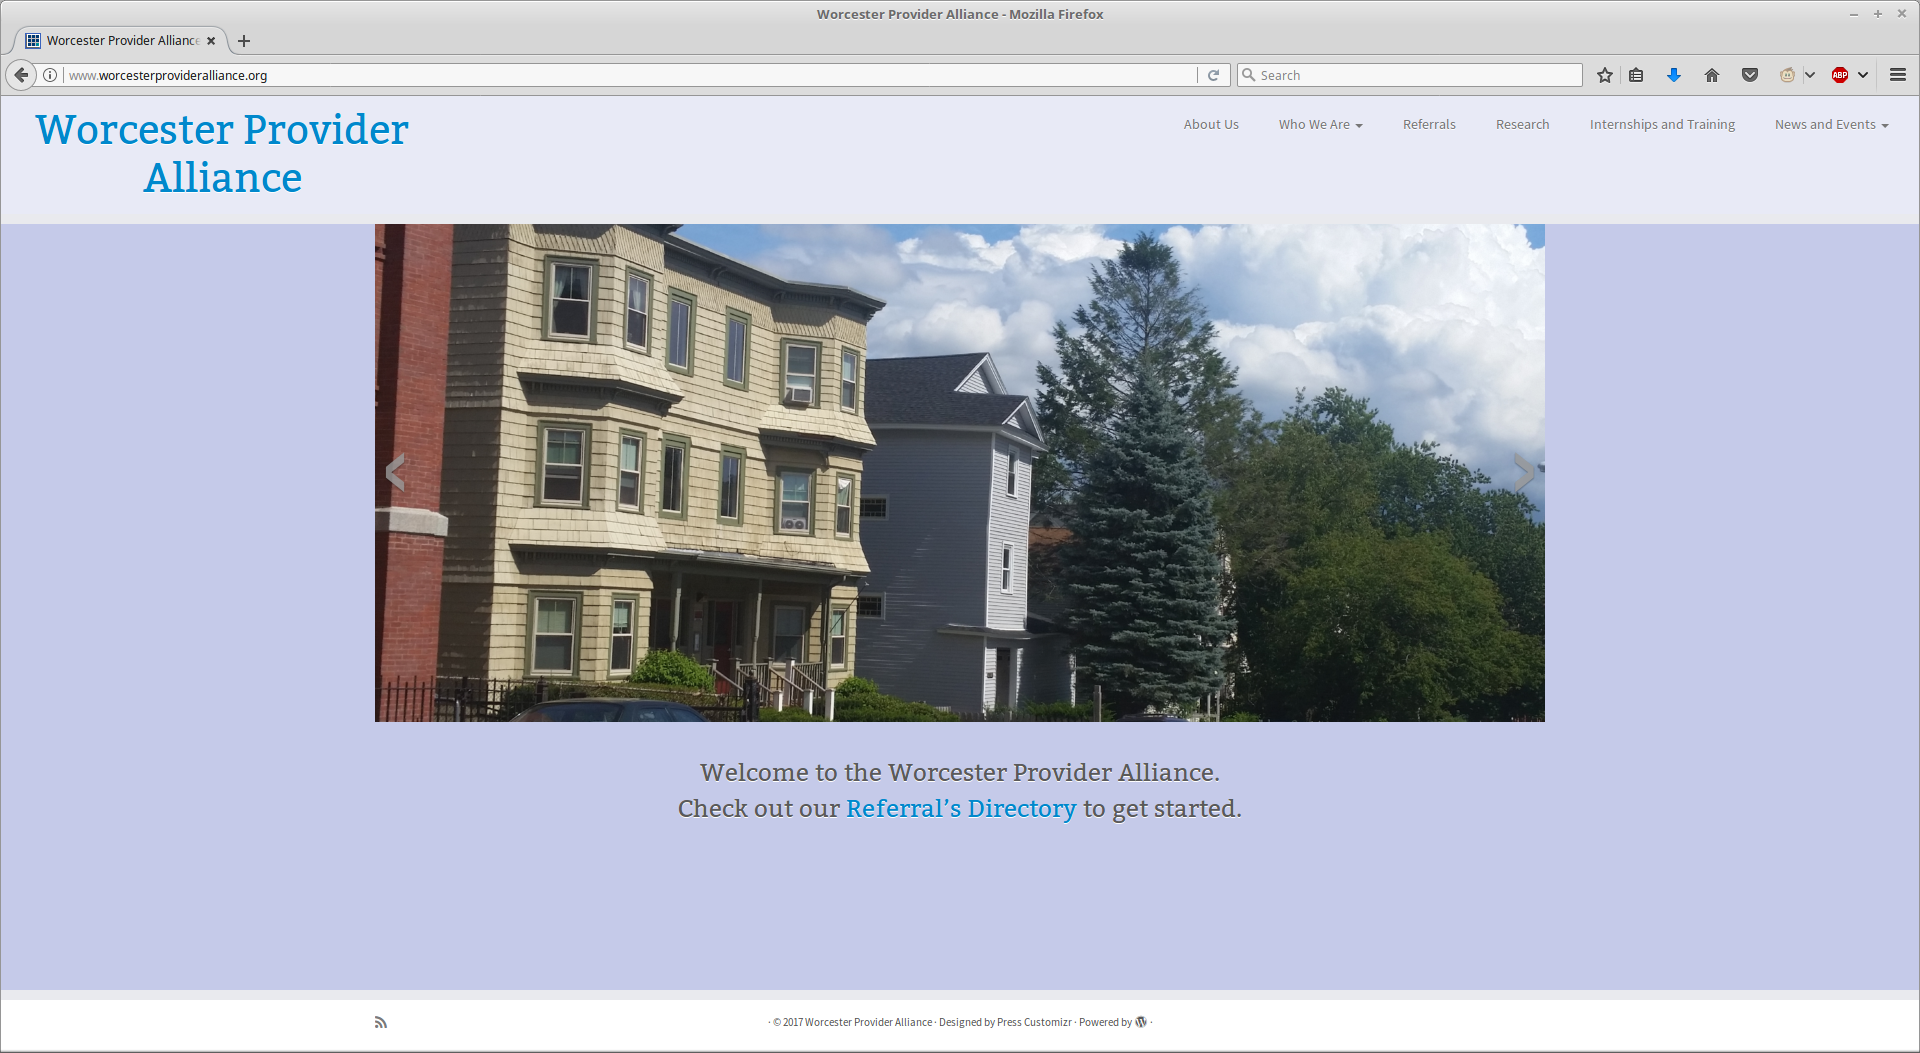 Worcester Provider Alliance - Mozilla Firefox
Worcester Provider Alliance
www.worcesterprovideralliance.org
Search
ABP
Worcester Provider
Alliance
About Us
Who We Are
Referrals
Research
Internships and Training
News and Events
Welcome to the Worcester Provider Alliance.
Check out our Referral’s Directory to get started.
· © 2017 Worcester Provider Alliance · Designed by Press Customizr · Powered by ·